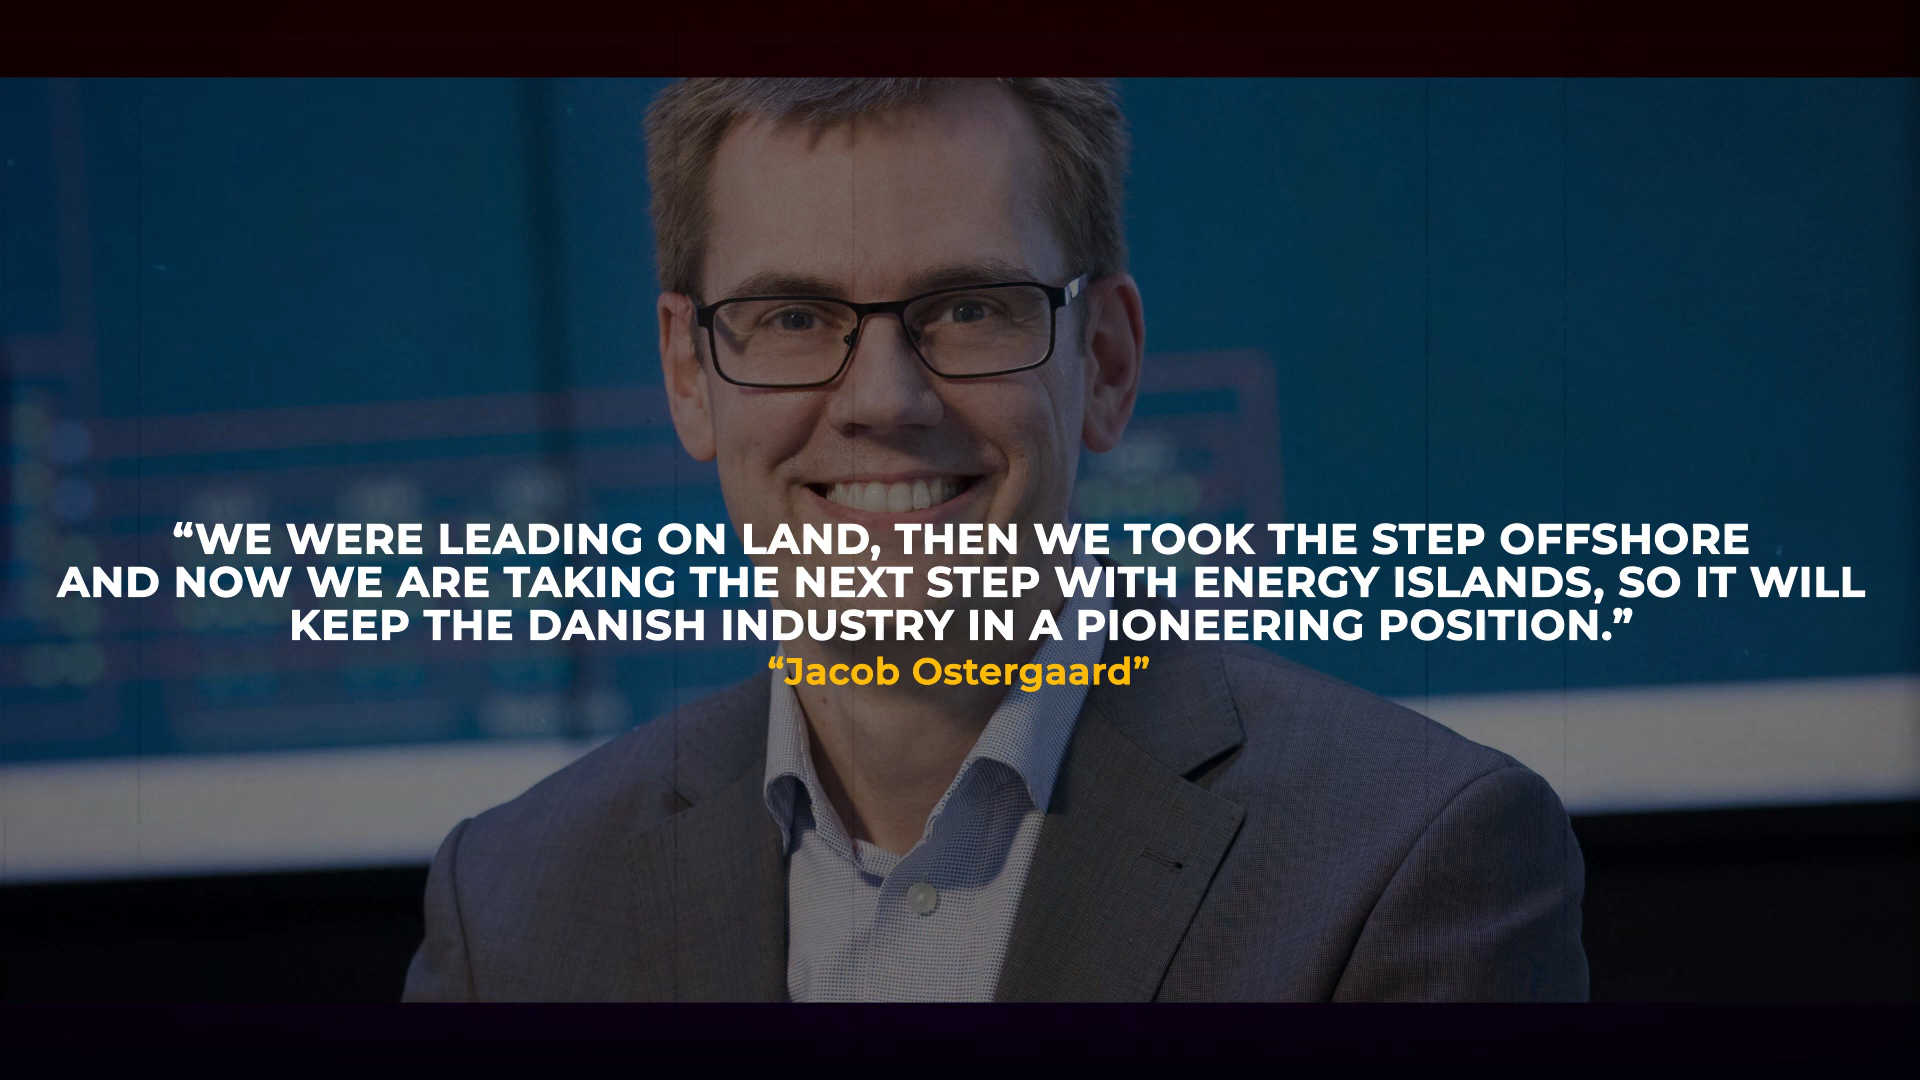 “WE WERE LEADING ON LAND, THEN WE TOOK THE STEP OFFSHORE
AND NOW WE ARE TAKING THE NEXT STEP WITH ENERGY ISLANDS, SO IT WILL
KEEP THE DANISH INDUSTRY IN A PIONEERING POSITION.”
“Jacob Ostergaard”